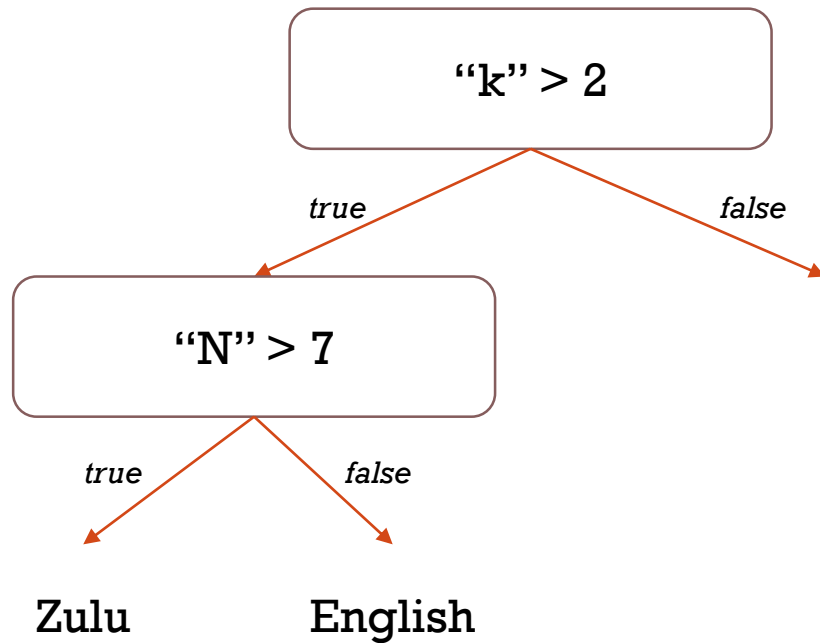 “k” > 2
true
false
“N” > 7
true
false
Zulu
English